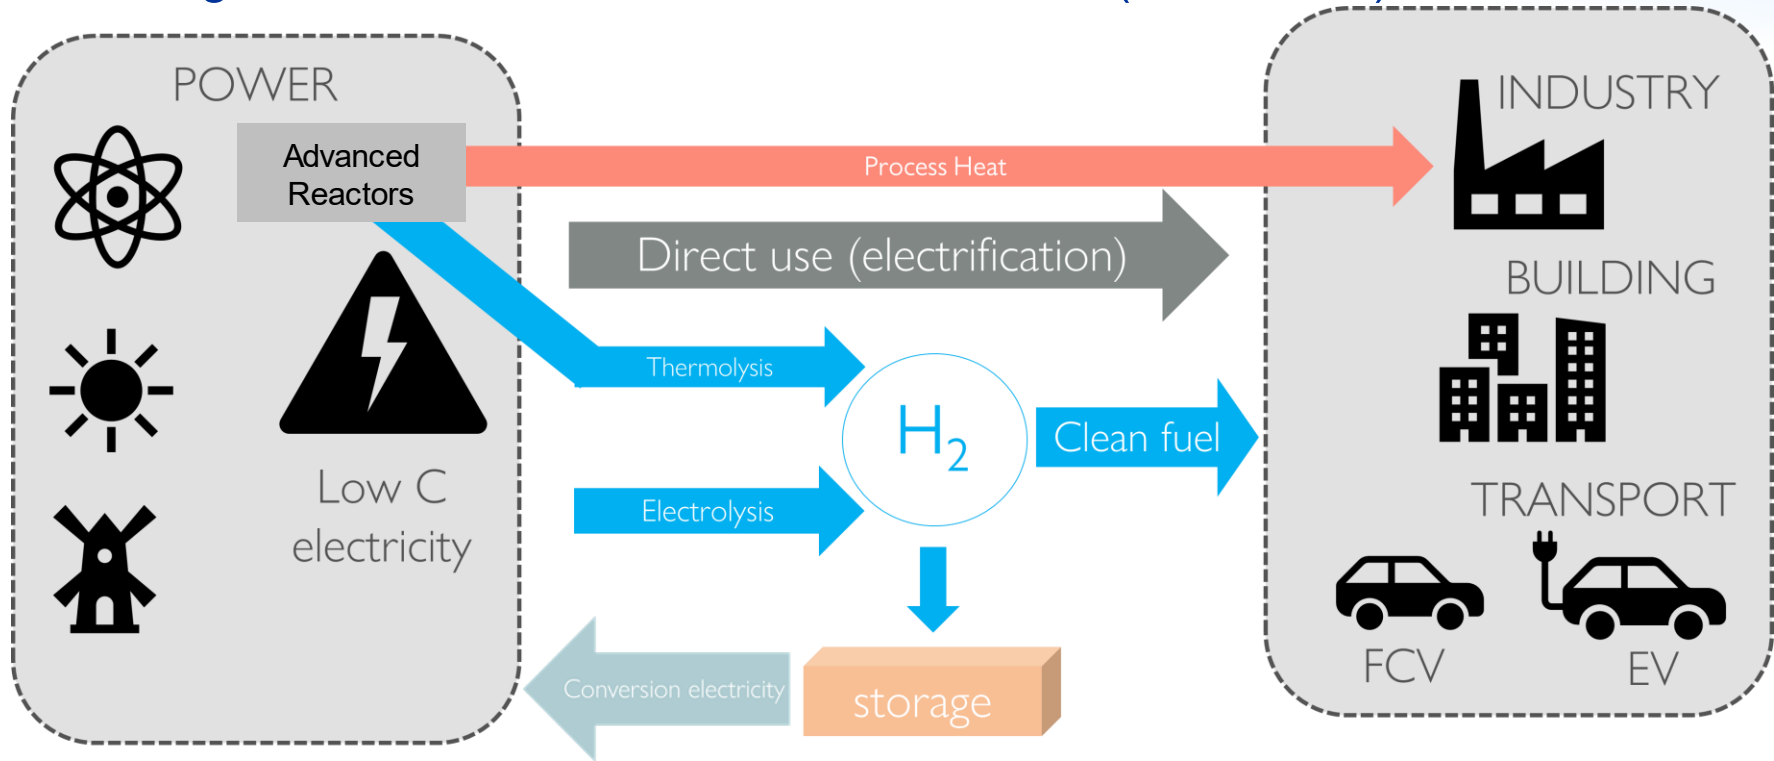 POWER
Advanced
Reactors
Low C
electricity
Process Heat
Direct use (electrification)
Thermolysis
Electrolysis
H₂
Clean fuel
storage
Conversion electricity
INDUSTRY
BUILDING
TRANSPORT
FCV
EV